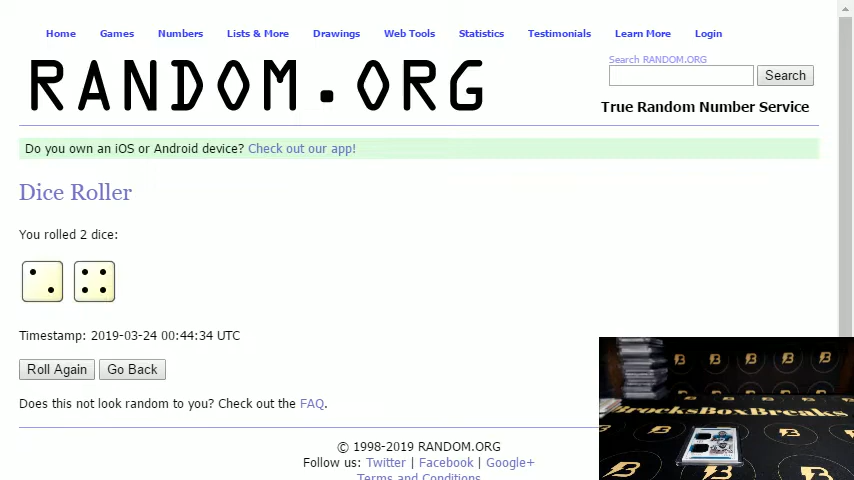 Home Games Numbers Lists & More Drawings Web Tools Statistics Testimonials Learn More Login
Search RANDOM.ORG
RANDOM.ORG
Search
True Random Number Service
Do you own an iOS or Android device? Check out our app!
Dice Roller
You rolled 2 dice:
Timestamp: 2019-03-24 00:44:34 UTC
Roll Again Go Back
Does this not look random to you? Check out the FAQ.
BrocksBoxBreaks
© 1998-2019 RANDOM.ORG
Follow us: Twitter | Facebook | Google+
Terms and Conditions